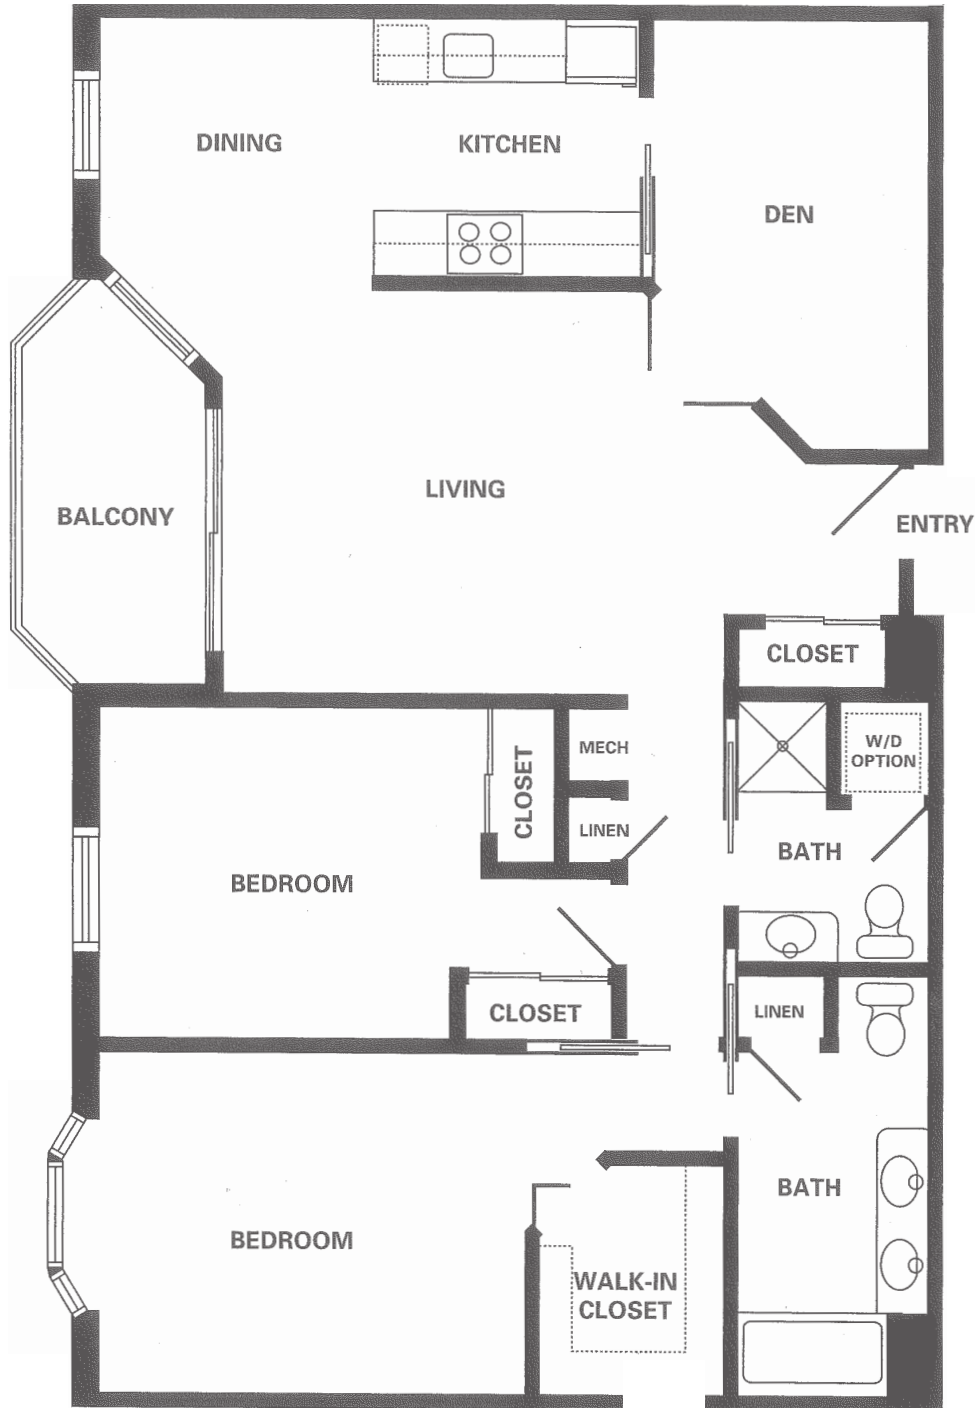 DINING
KITCHEN
DEN
LIVING
BALCONY
ENTRY
CLOSET
MECH
CLOSET
W/D
OPTION
LINEN
BATH
BEDROOM
CLOSET
LINEN
BATH
BEDROOM
WALK-IN
CLOSET